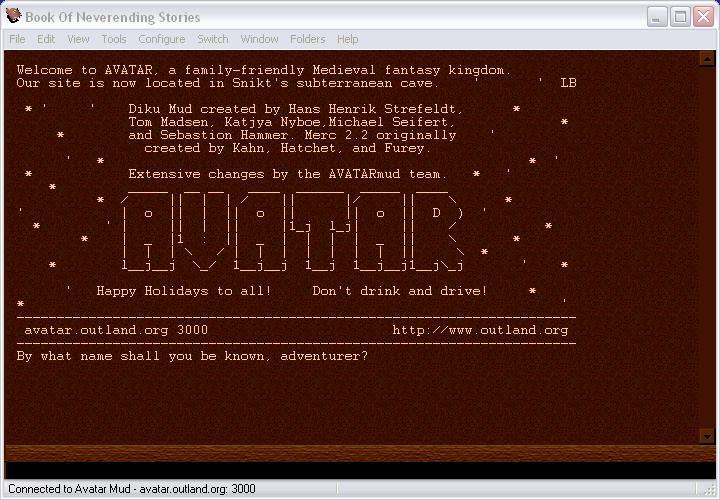 Book Of Neverending Stories
File Edit View Tools Configure Switch Window Folders Help
Welcome to AVATAR, a family-friendly Medieval fantasy kingdom.
Our site is now located in Snikt's subterranean cave. LB
Diku Mud created by Hans Henrik Strefeldt,
Tom Madsen, Katjya Nyboe,Michael Seifert,
and Sebastion Hammer. Merc 2.2 originally
created by Kahn, Hatchet, and Furey.
Extensive changes by the AVATARmud team.
AVATAR
Happy Holidays to all! Don't drink and drive!
avatar.outland.org 3000 http://www.outland.org
By what name shall you be known, adventurer?
Connected to Avatar Mud - avatar.outland.org: 3000